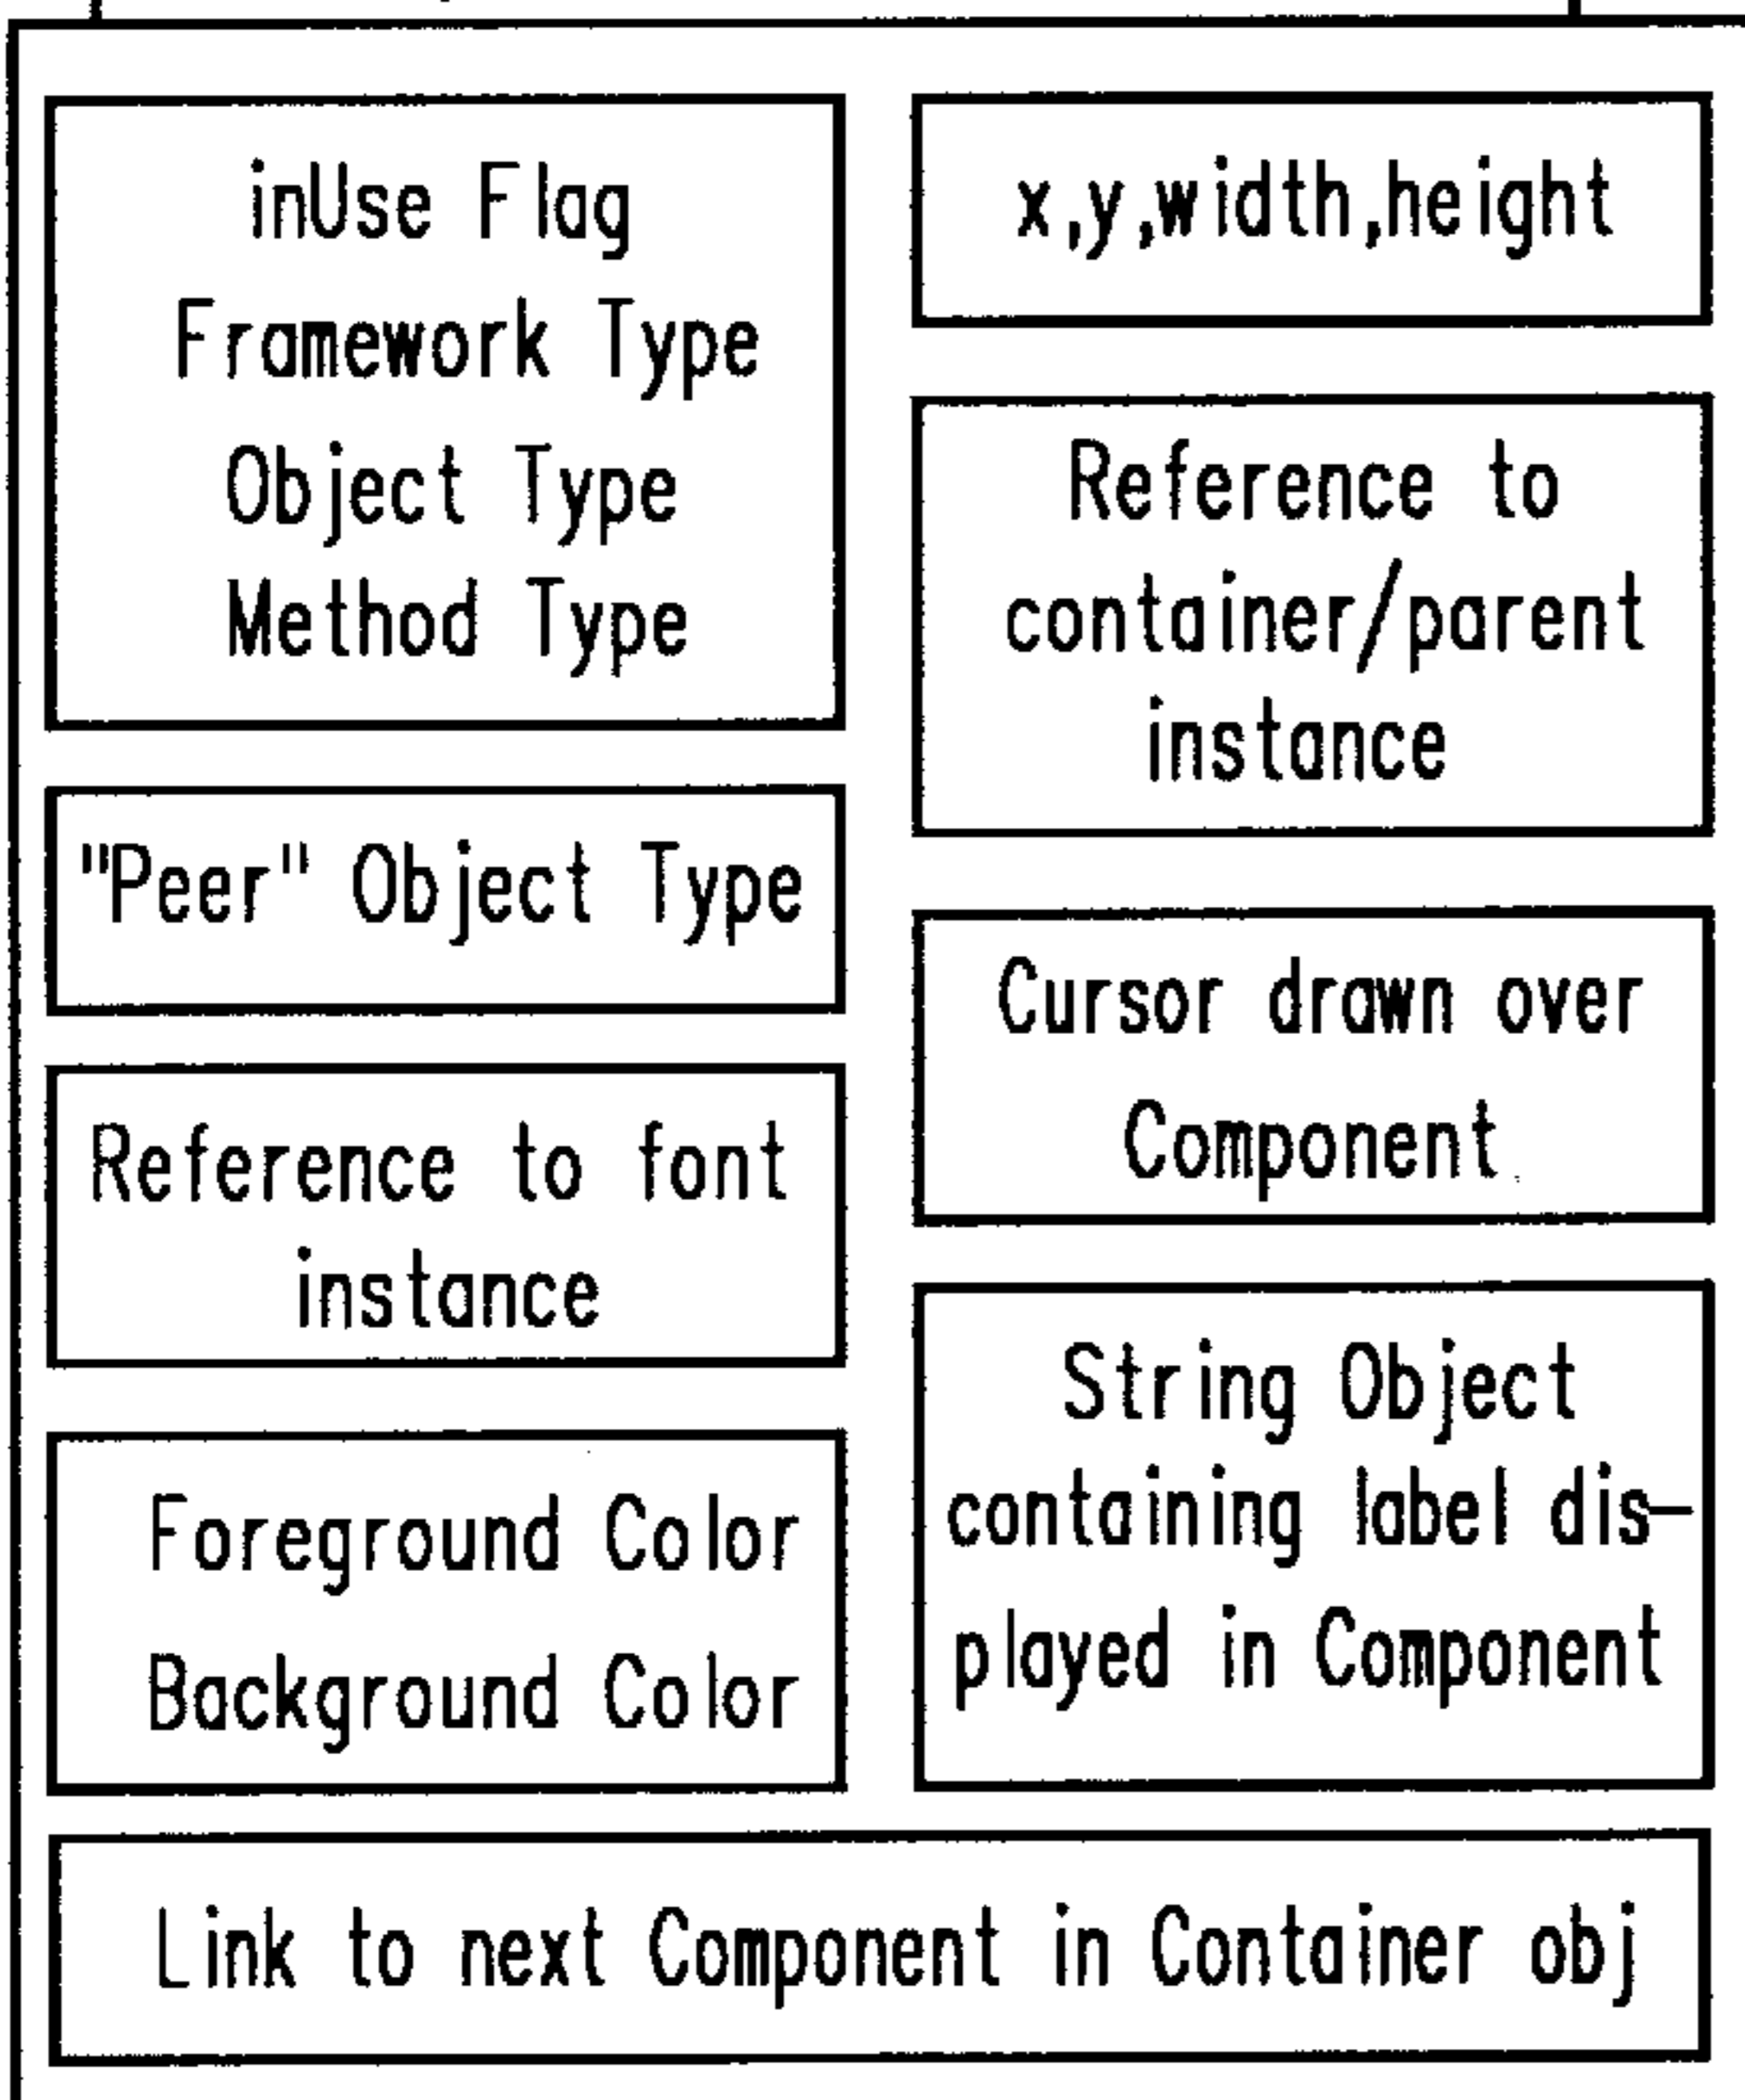 inUse Flag
Framework Type
Object Type
Method Type
"Peer" Object Type
Reference to font
instance
Foreground Color
Background Color
x,y,width,height
Reference to
container/parent
instance
Cursor drawn over
Component
String Object
containing label dis-
played in Component
Link to next Component in Container obj